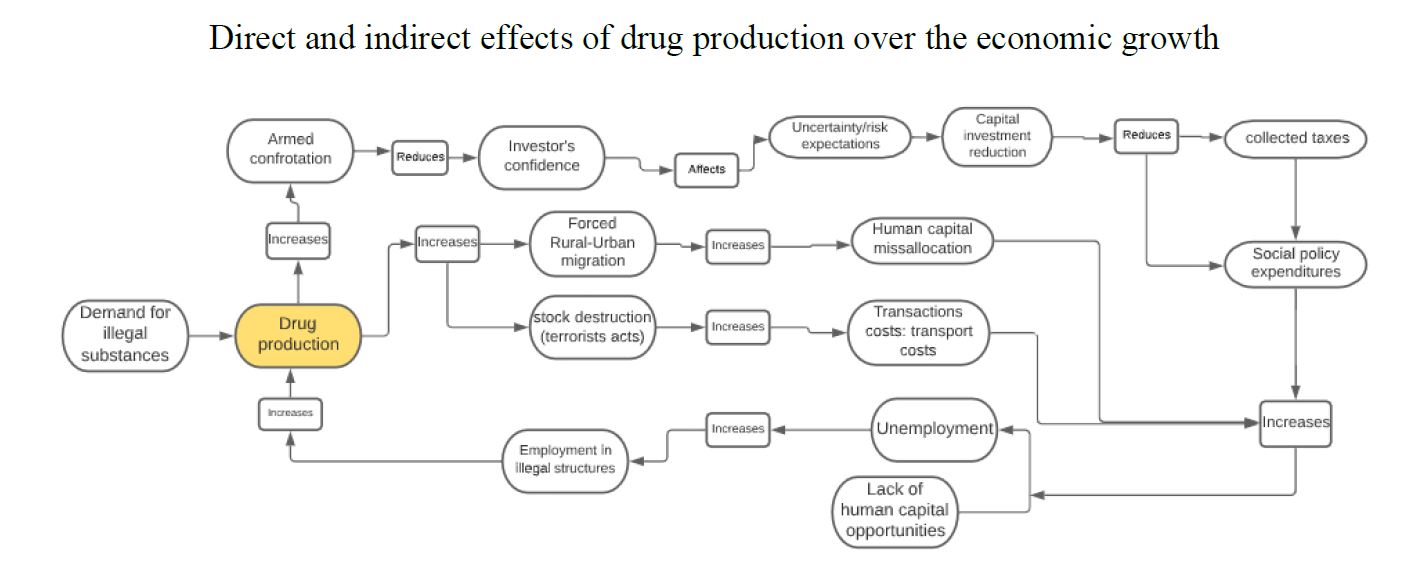 Direct and indirect effects of drug production over the economic growth
Armed
confrotation
Reduces
Investor's
confidence
Affects
Uncertainty/risk
expectations
Capital
investment
reduction
Reduces
collected taxes
Increases
Increases
Forced
Rural-Urban
migration
Increases
Human capital
missallocation
Social policy
expenditures
Demand for
illegal
substances
Drug
production
stock destruction
(terrorists acts)
Increases
Transactions
costs: transport
costs
Increases
Employment in
illegal structures
Increases
Unemployment
Increases
Lack of
human capital
opportunities